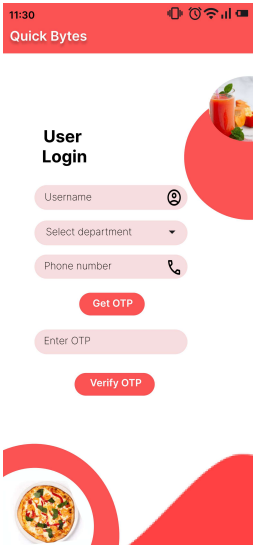 11:30
Quick Bytes
User
Login
Username
Select department
Phone number
Get OTP
Enter OTP
Verify OTP